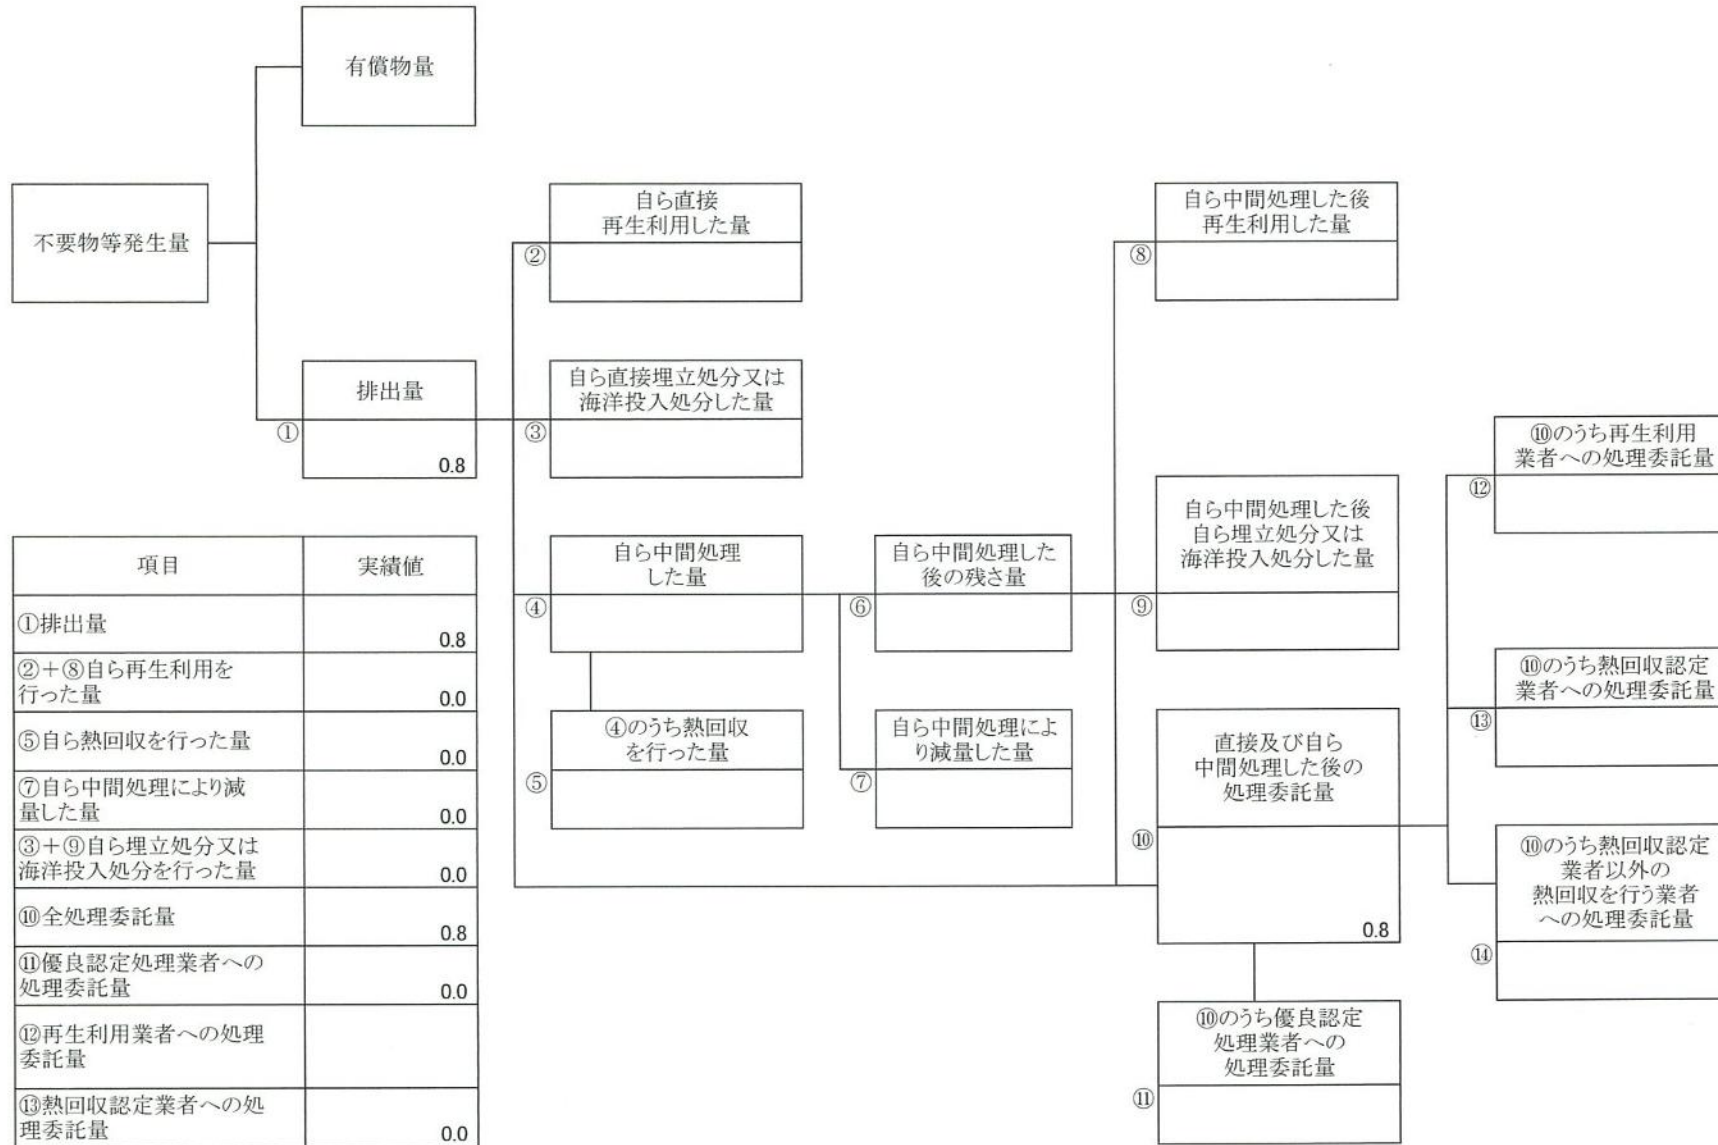 有償物量
不要物等発生量
自ら直接
再生利用した量
②
自ら中間処理した後
再生利用した量
⑧
排出量
①
0.8
自ら直接埋立処分又は
海洋投入処分した量
③
⑩のうち再生利用
業者への処理委託量
⑫
自ら中間処理
した量
④
自ら中間処理した
後の残さ量
⑥
自ら中間処理した後
自ら埋立処分又は
海洋投入処分した量
⑨
⑩のうち熱回収認定
業者への処理委託量
⑬
④のうち熱回収
を行った量
⑤
自ら中間処理によ
り減量した量
⑦
直接及び自ら
中間処理した後の
処理委託量
⑩
0.8
⑩のうち熱回収認定
業者以外の
熱回収を行う業者
への処理委託量
⑭
⑩のうち優良認定
処理業者への
処理委託量
⑪
項目 実績値
①排出量 0.8
②+⑧自ら再生利用を
行った量 0.0
⑤自ら熱回収を行った量 0.0
⑦自ら中間処理により減
量した量 0.0
③+⑨自ら埋立処分又は
海洋投入処分を行った量 0.0
⑩全処理委託量 0.8
⑪優良認定処理業者への
処理委託量 0.0
⑫再生利用業者への処理
委託量
⑬熱回収認定業者への処
理委託量 0.0